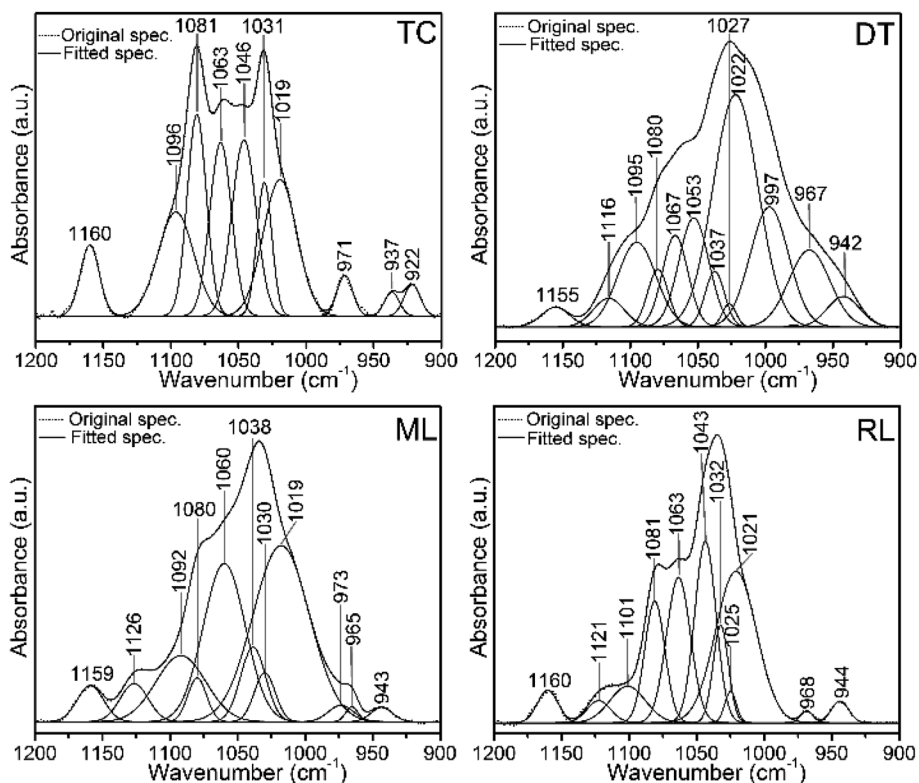 Original spec.
Fitted spec.
TC
1160
1096
1081
1063
1046
1031
1019
971
937
922
Absorbance (a.u.)
1200 1150 1100 1050 1000 950 900
Wavenumber (cm⁻¹)
Original spec.
Fitted spec.
DT
1155
1116
1095
1080
1067
1053
1037
1027
1022
997
967
942
Absorbance (a.u.)
1200 1150 1100 1050 1000 950 900
Wavenumber (cm⁻¹)
Original spec.
Fitted spec.
ML
1159
1126
1092
1080
1060
1038
1030
1019
973
965
943
Absorbance (a.u.)
1200 1150 1100 1050 1000 950 900
Wavenumber (cm⁻¹)
Original spec.
Fitted spec.
RL
1160
1121
1101
1081
1063
1043
1032
1025
1021
968
944
Absorbance (a.u.)
1200 1150 1100 1050 1000 950 900
Wavenumber (cm⁻¹)